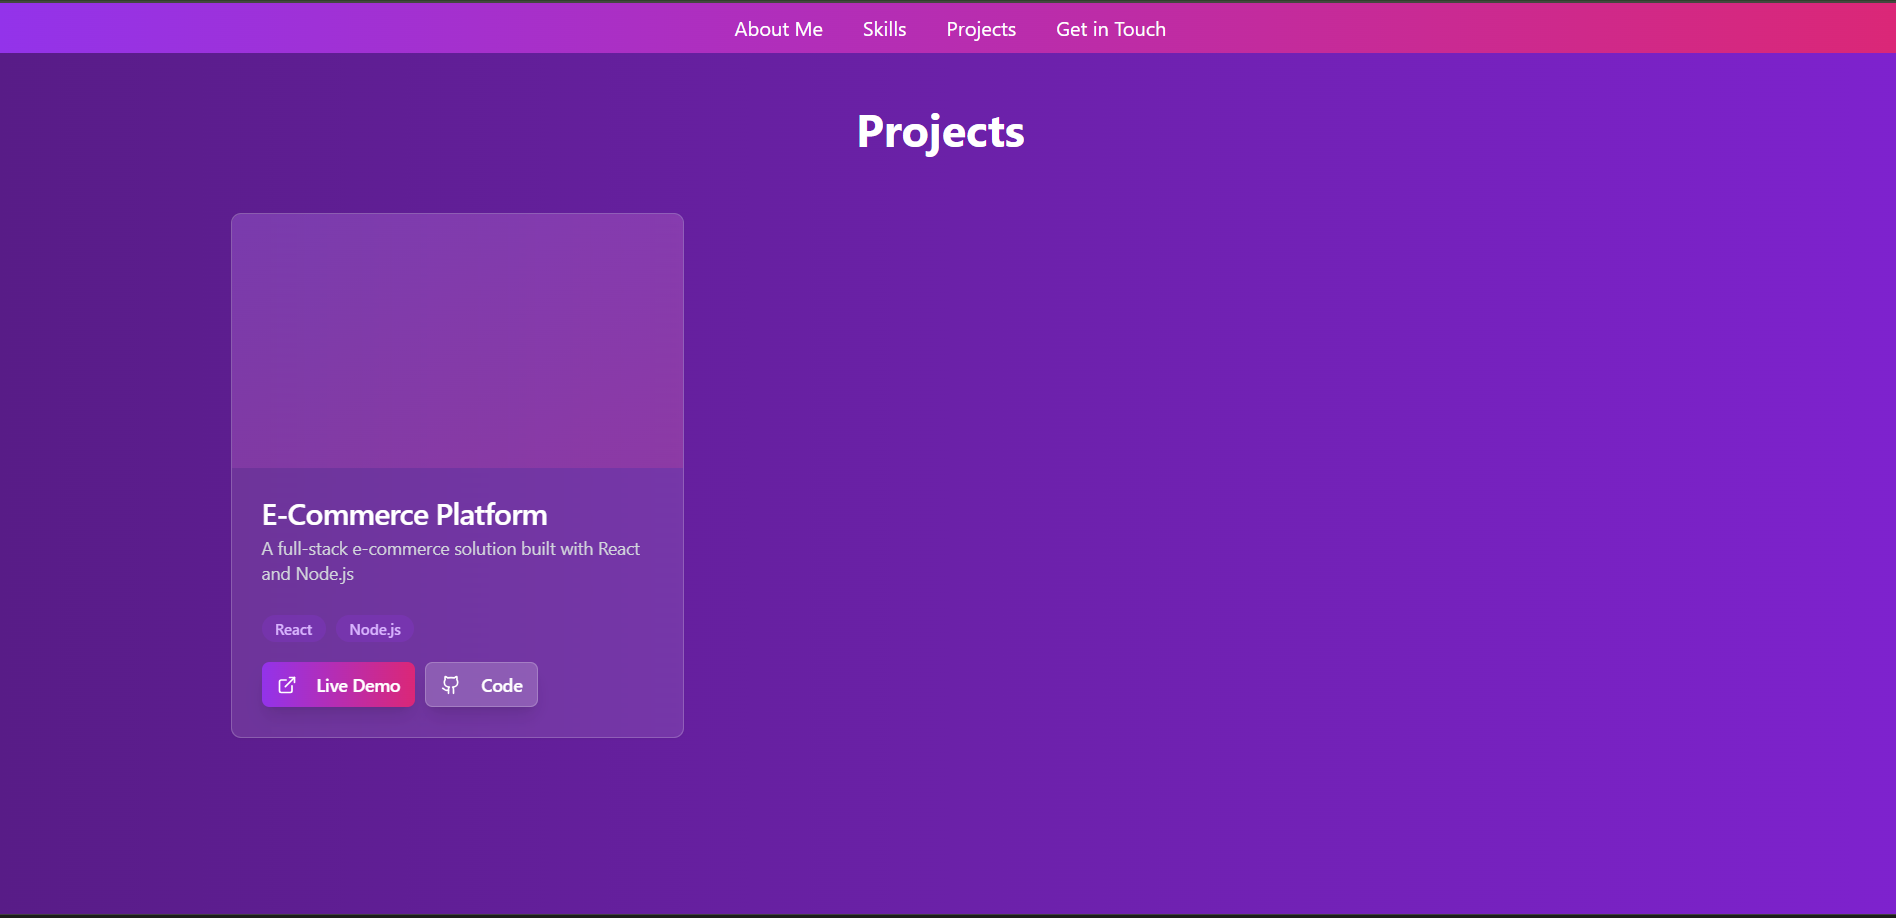 About Me Skills Projects Get in Touch
Projects
E-Commerce Platform
A full-stack e-commerce solution built with React
and Node.js
React Node.js
Live Demo Code